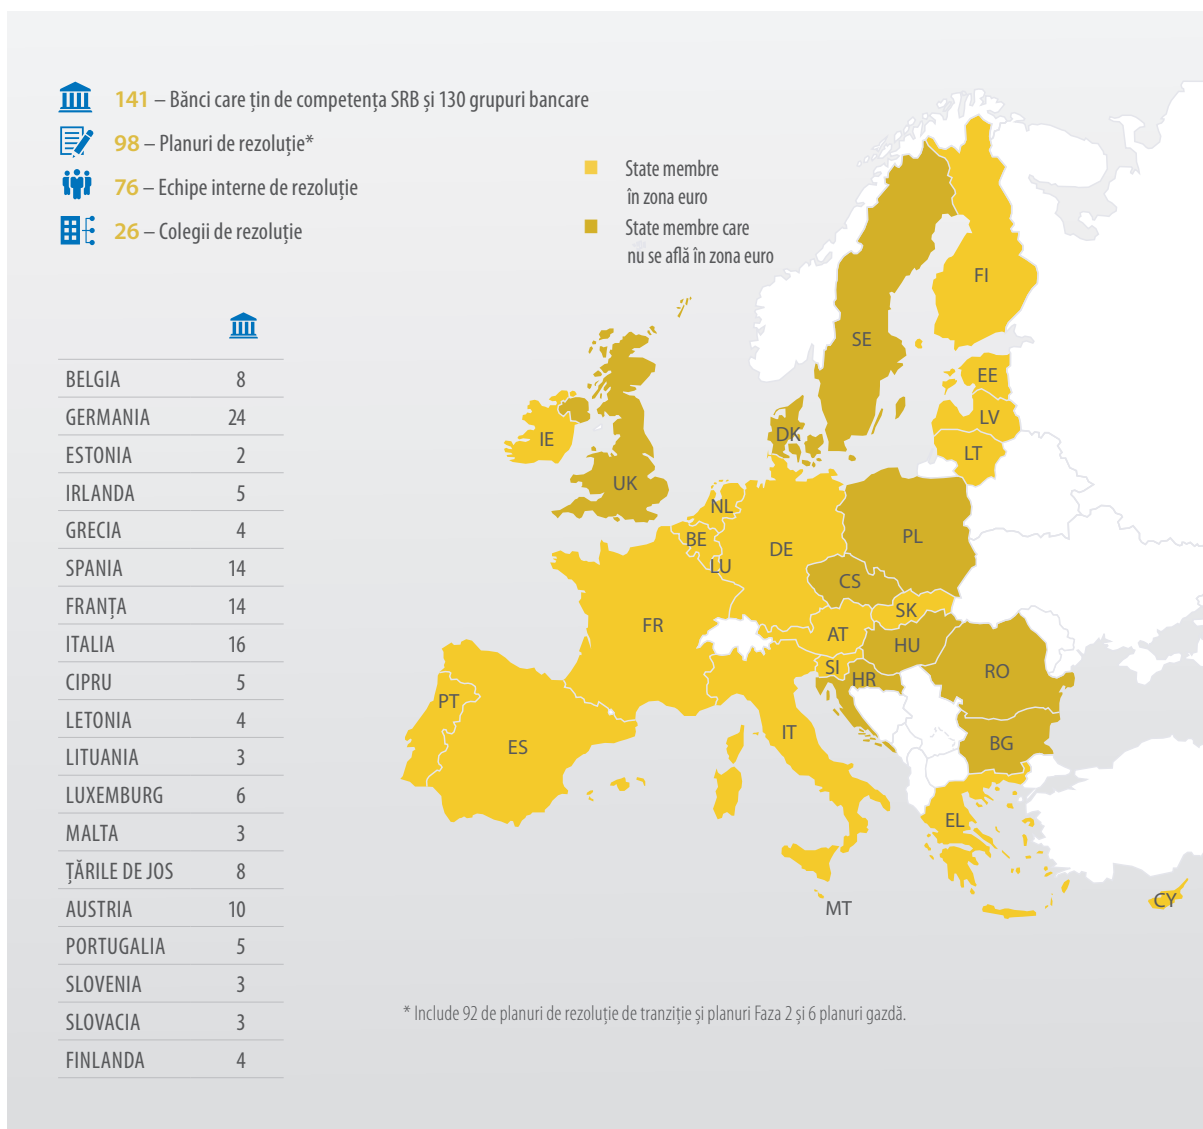 141 – Bănci care țin de competența SRB și 130 grupuri bancare
98 – Planuri de rezoluție*
76 – Echipe interne de rezoluție
26 – Colegii de rezoluție
State membre
în zona euro
State membre care
nu se află în zona euro
BELGIA 8
GERMANIA 24
ESTONIA 2
IRLANDA 5
GRECIA 4
SPANIA 14
FRANȚA 14
ITALIA 16
CIPRU 5
LETONIA 4
LITUANIA 3
LUXEMBURG 6
MALTA 3
ȚĂRILE DE JOS 8
AUSTRIA 10
PORTUGALIA 5
SLOVENIA 3
SLOVACIA 3
FINLANDA 4
FI
SE
EE
LV
LT
DK
IE
UK
NL
BE
LU
DE
PL
CS
SK
FR
AT
HU
SI
HR
RO
PT
ES
IT
BG
EL
MT
CY
* Include 92 de planuri de rezoluție de tranziție și planuri Faza 2 și 6 planuri gazdă.